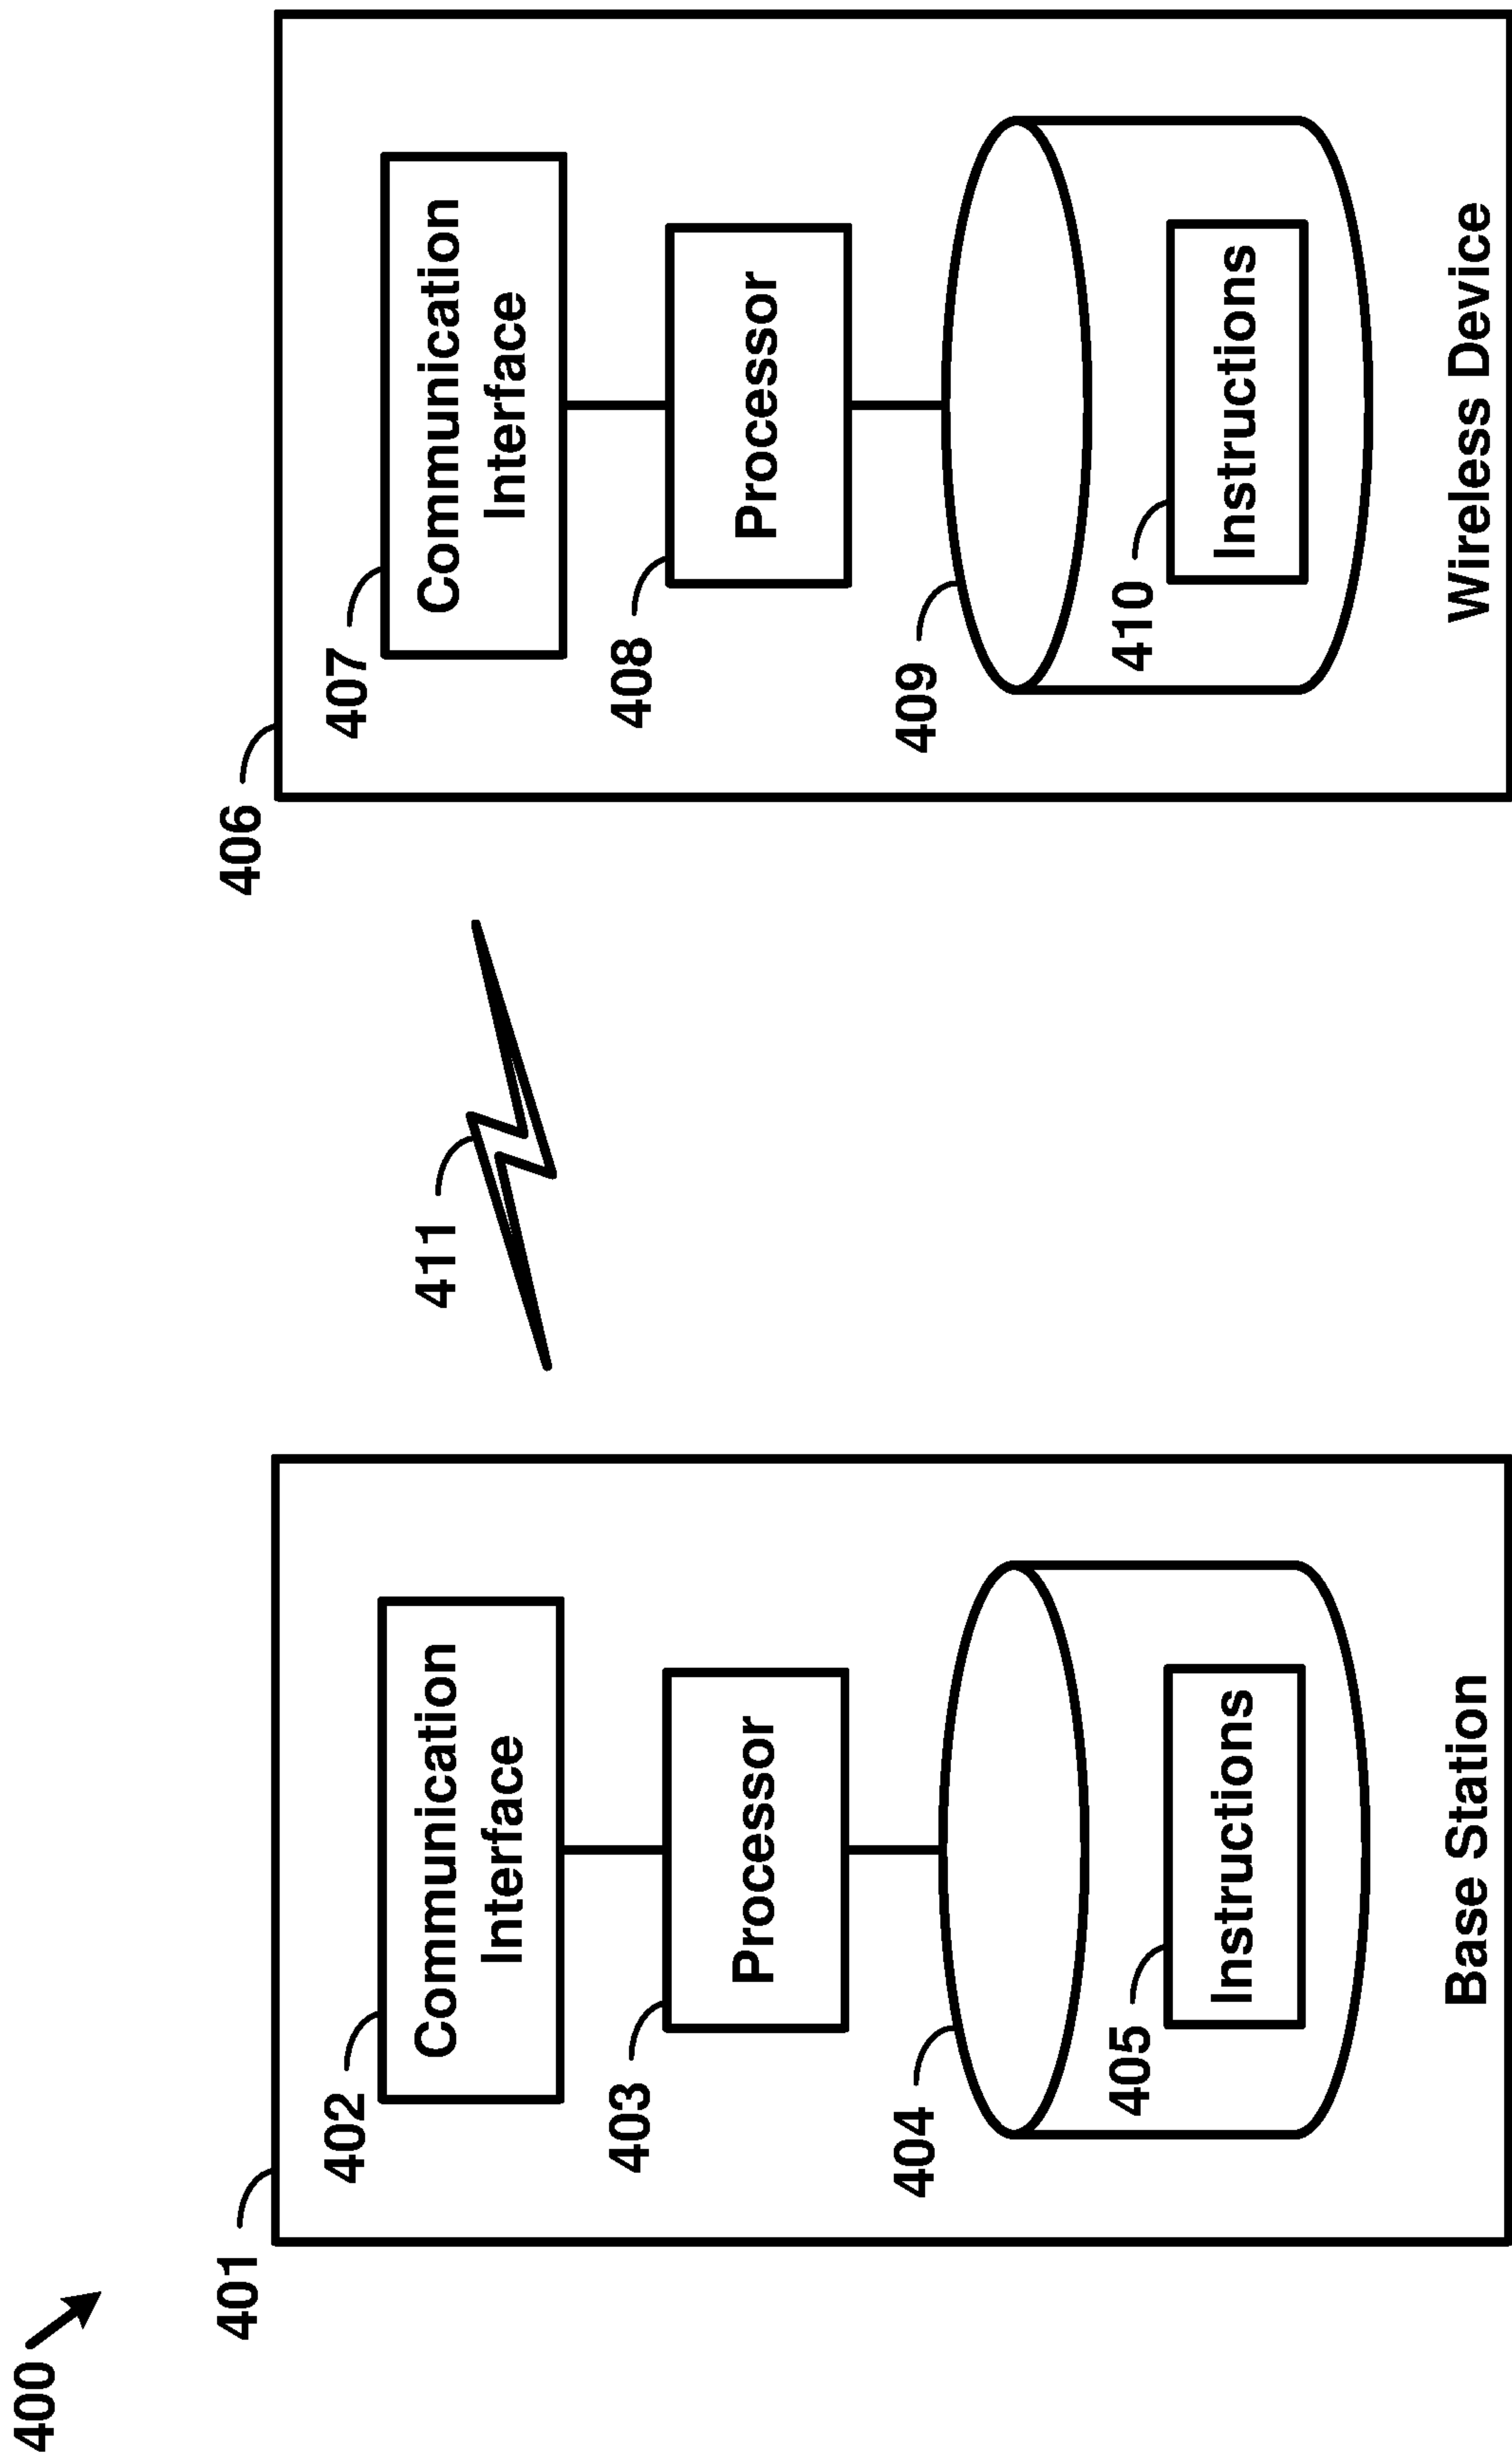 400
401
402
Communication
Interface
403
Processor
404
405
Instructions
Base Station
411
406
407
Communication
Interface
408
Processor
409
410
Instructions
Wireless Device